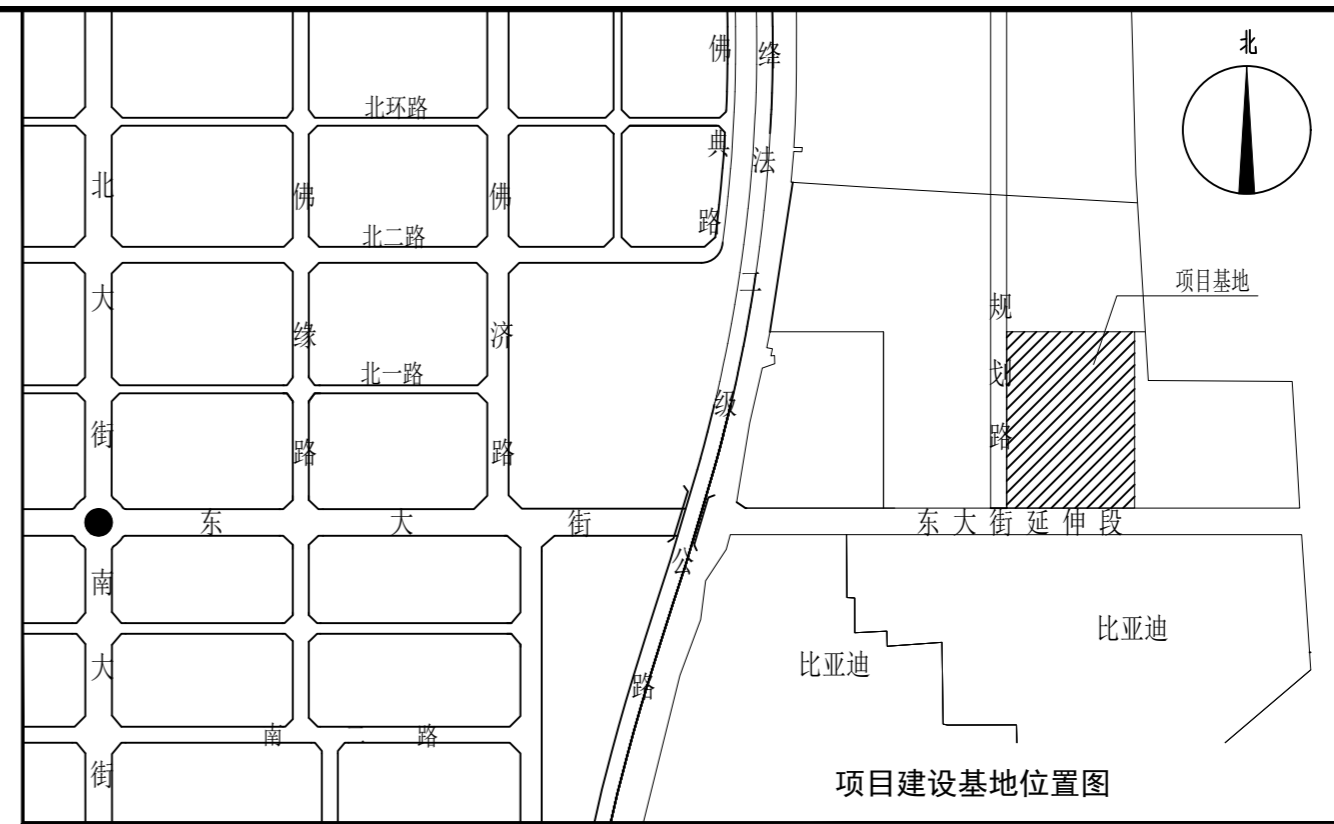 北
北环路
北二路
北一路
北大街
佛缘路
佛济路
佛典路
绛法二级公路
规划路
项目基地
东大街
东大街延伸段
南大街
南二路
比亚迪
比亚迪
项目建设基地位置图